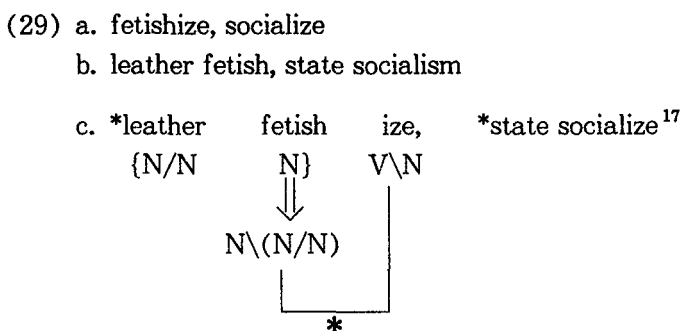 (29) a. fetishize, socialize
b. leather fetish, state socialism
c. *leather fetish ize, *state socialize¹⁷
{N/N N} V\N
⇓
N\(N/N)
*